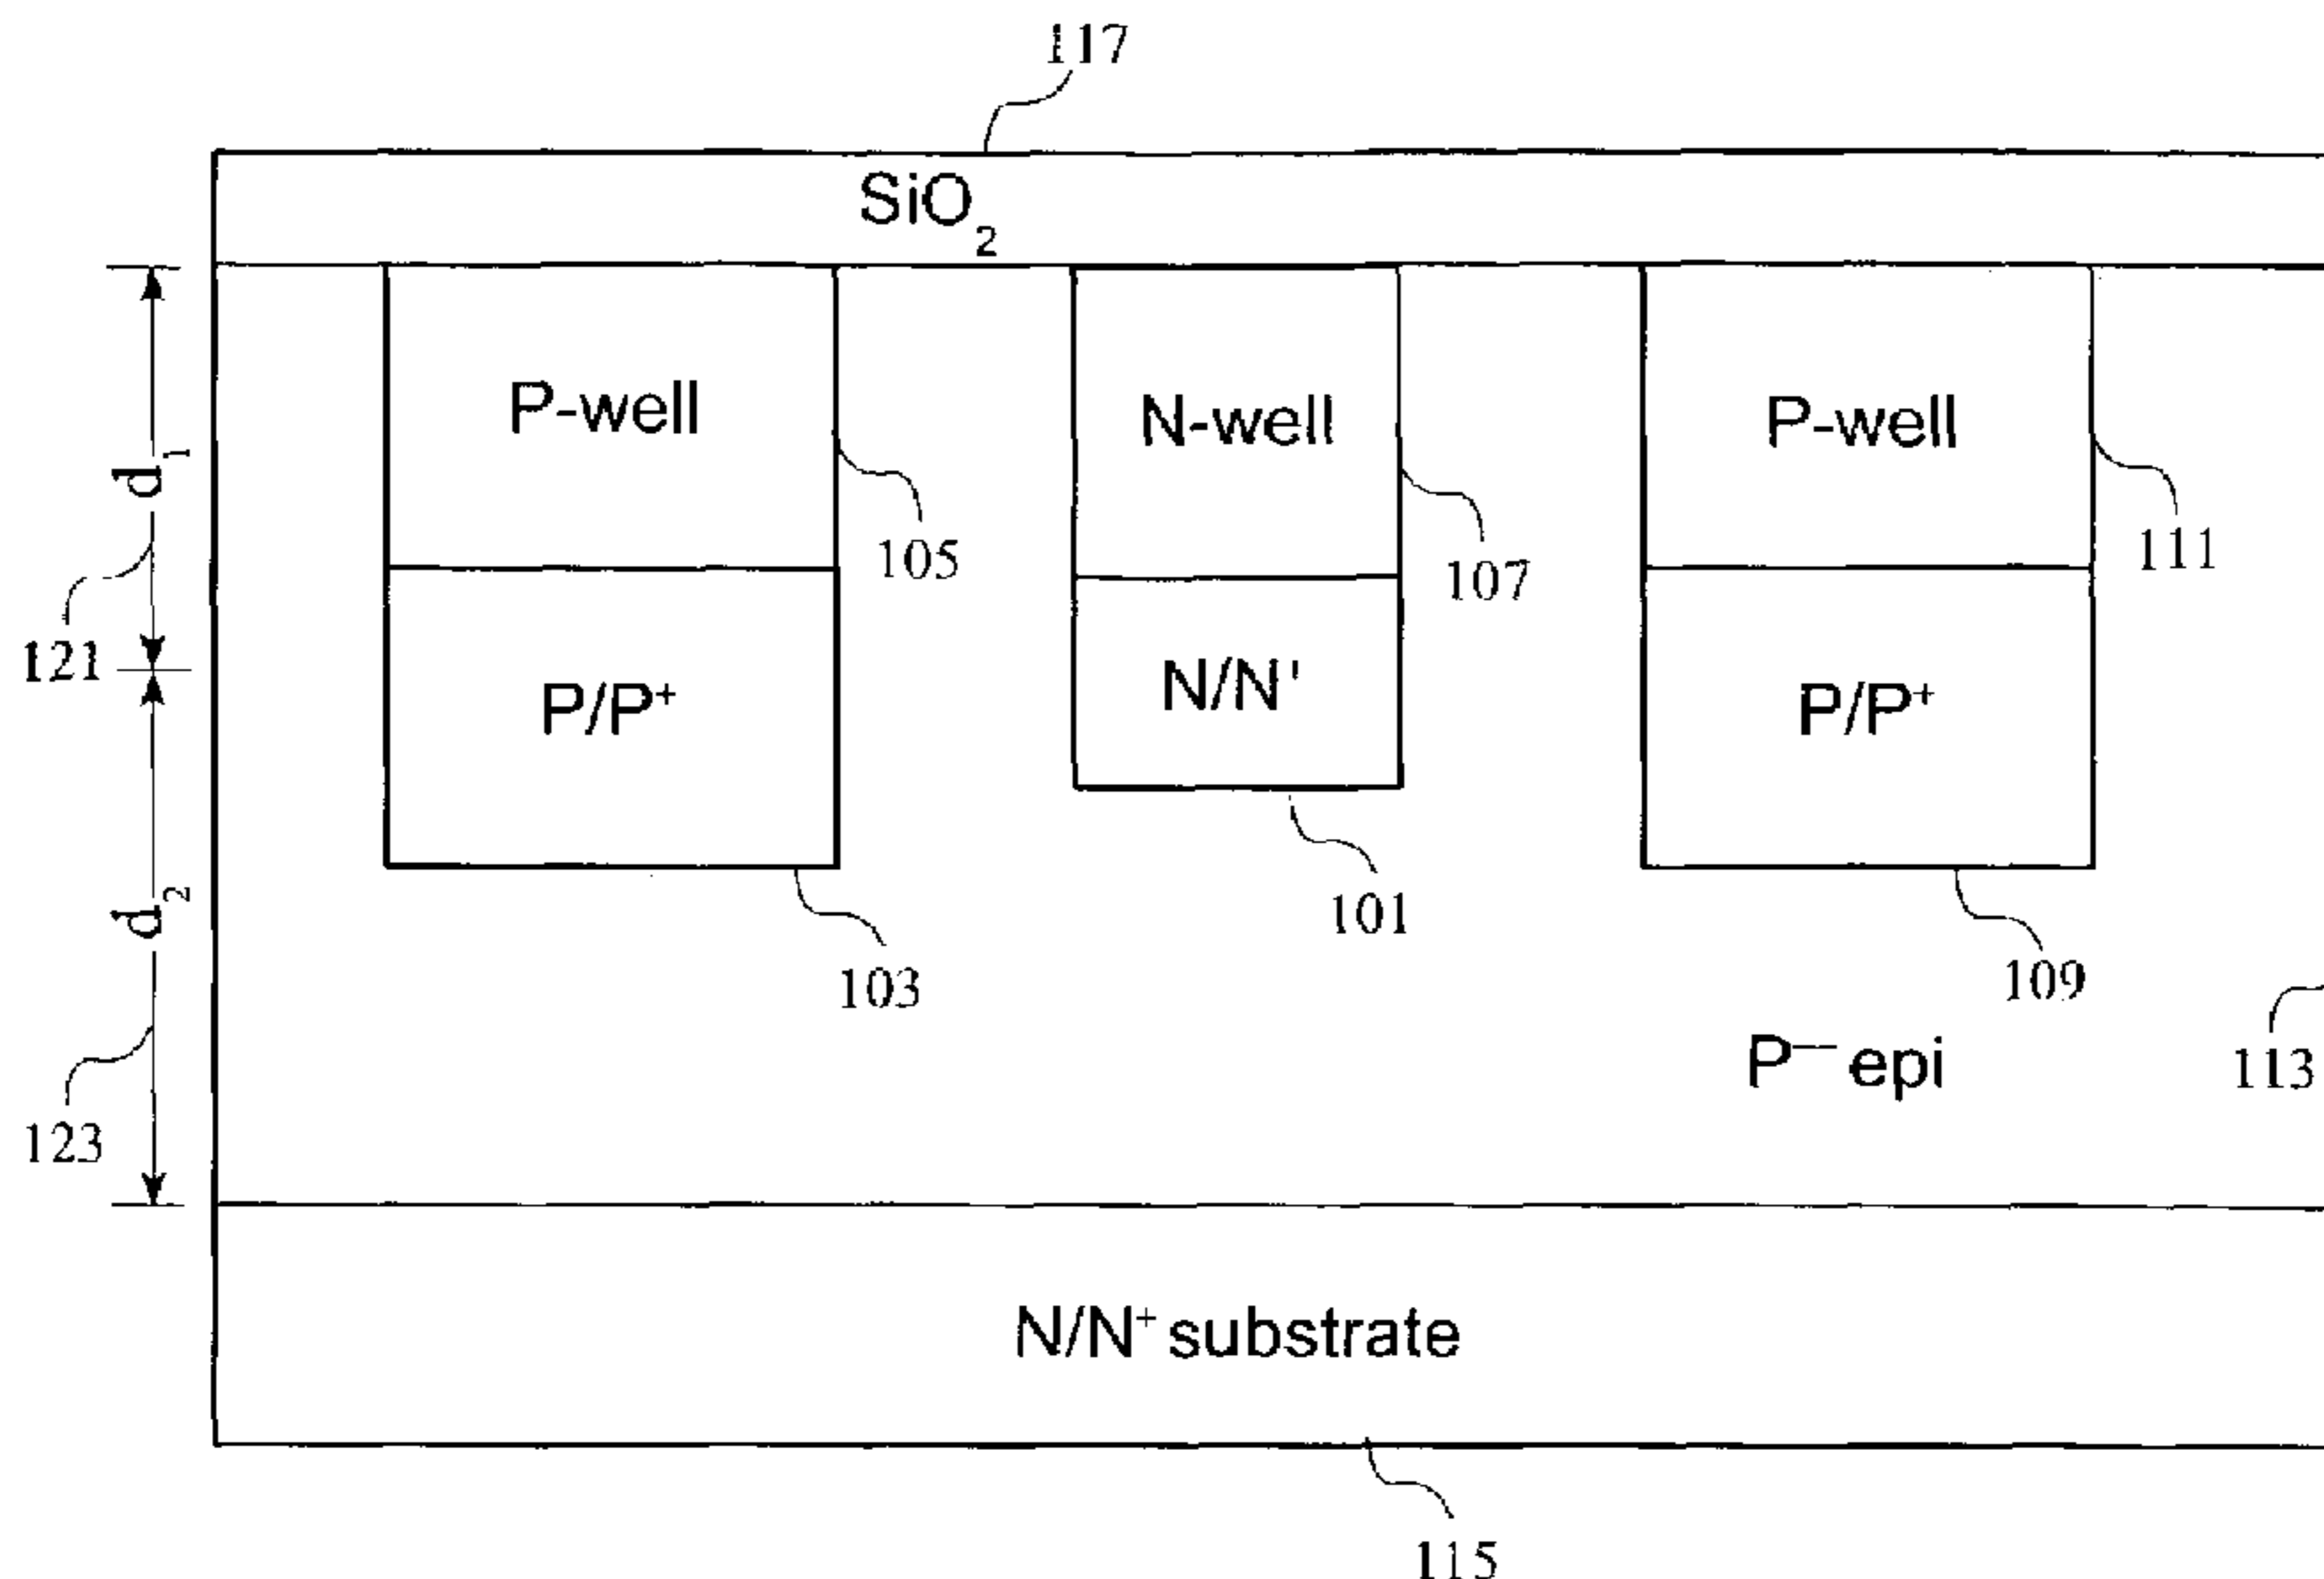 117
SiO₂
P-well
N-well
P-well
d₁
105
107
111
121
P/P⁺
N/N'
P/P⁺
d₂
101
103
109
P⁻ epi
113
123
N/N⁺ substrate
115